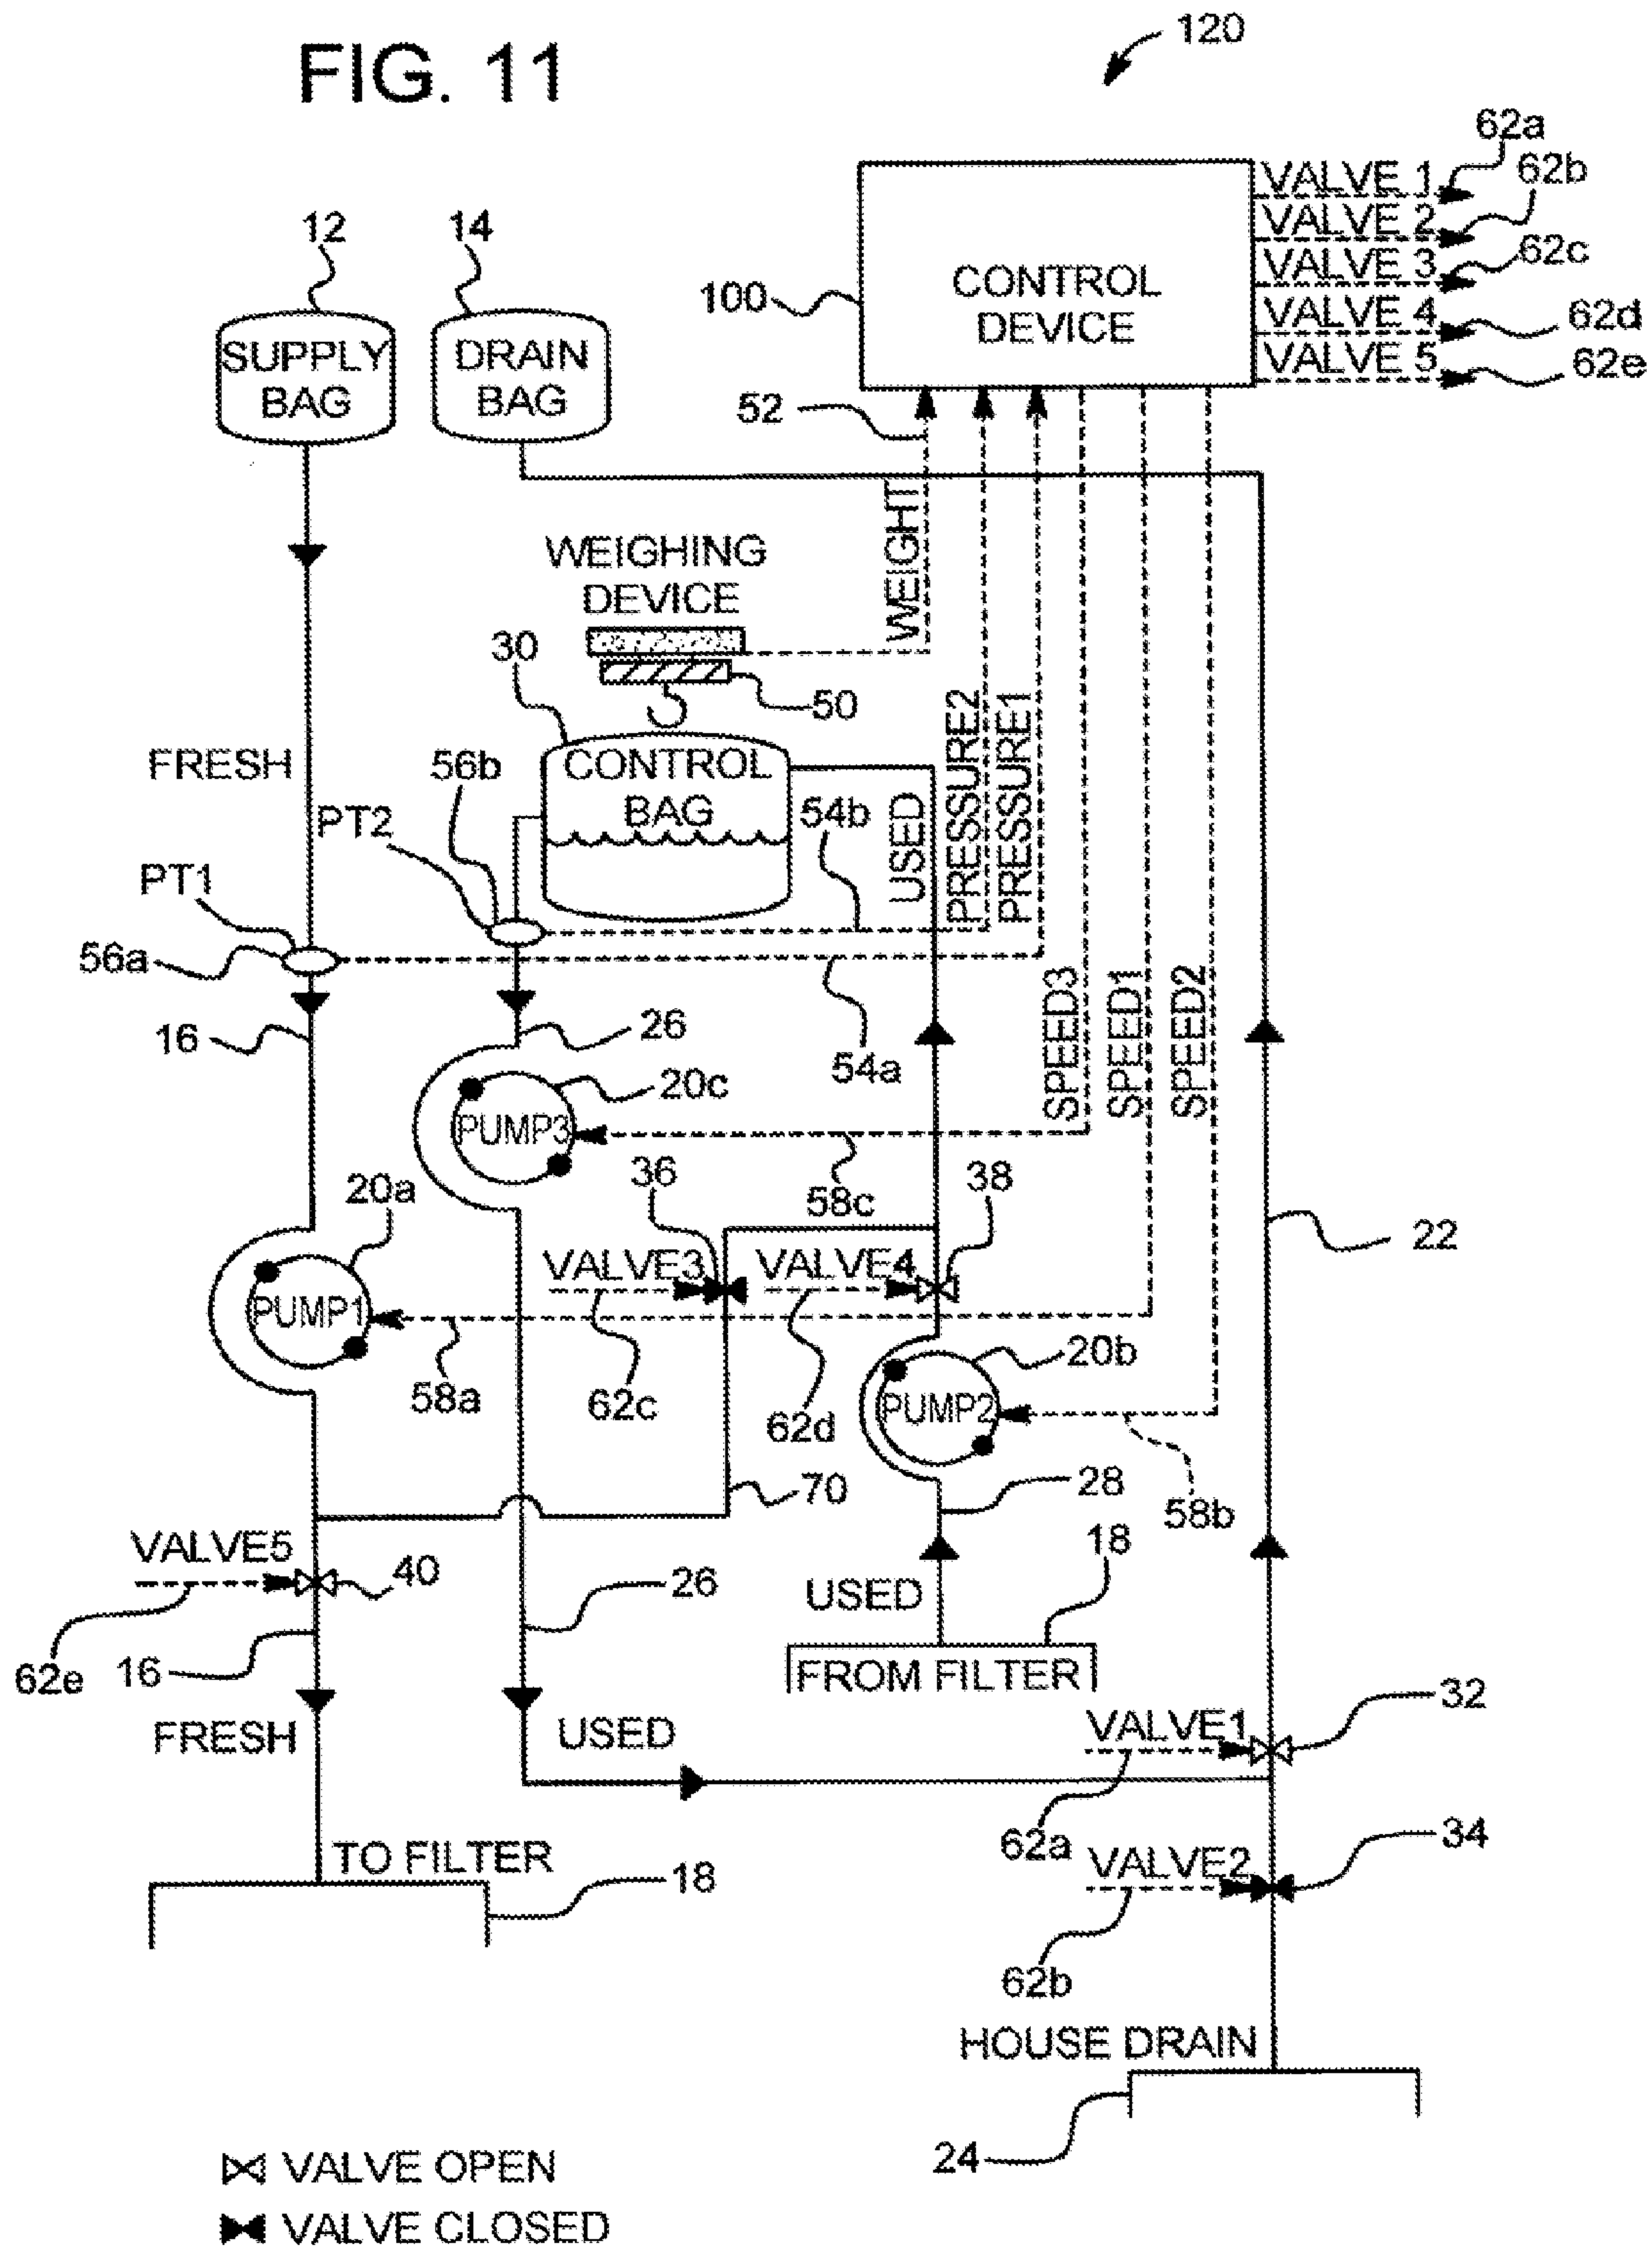 FIG. 11
120
62a
VALVE 1
62b
VALVE 2
62c
VALVE 3
62d
VALVE 4
62e
VALVE 5
12
14
100
CONTROL
DEVICE
SUPPLY
BAG
DRAIN
BAG
52
WEIGHT
WEIGHING
DEVICE
30
50
FRESH
56b
CONTROL
BAG
PT2
54b
USED
PRESSURE2
PRESSURE1
PT1
56a
SPEED3
SPEED1
SPEED2
16
26
54a
20c
PUMP3
36
38
20a
58c
22
VALVE3
VALVE4
PUMP1
20b
58a
62c
62d
PUMP2
70
28
58b
VALVE5
40
26
USED
18
62e
16
FROM FILTER
32
FRESH
USED
VALVE1
62a
34
TO FILTER
18
VALVE2
62b
HOUSE DRAIN
24
VALVE OPEN
VALVE CLOSED